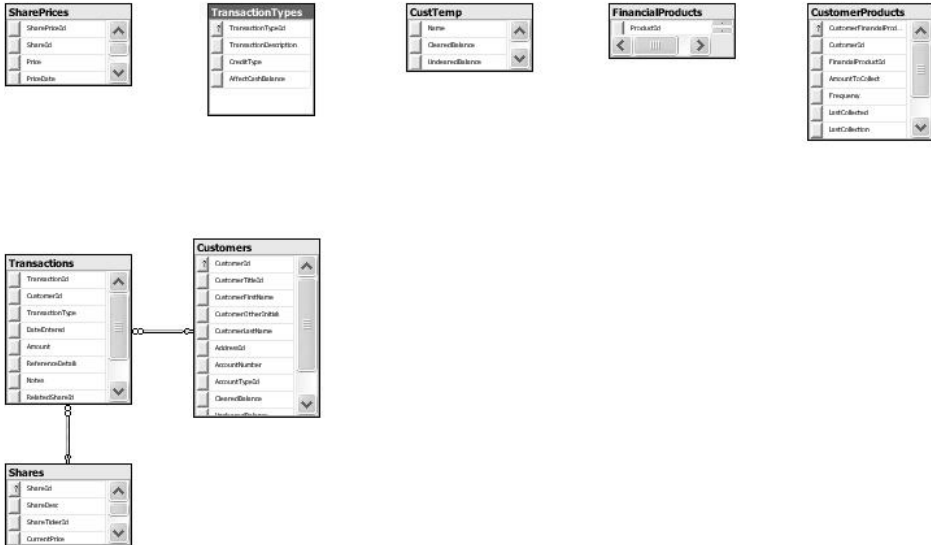 SharePrices
SharePriceId
ShareId
Price
PriceDate
TransactionTypes
TransactionTypeId
TransactionDescription
CreditType
AffectCashBalance
CustTemp
Name
ClearedBalance
UnclearedBalance
FinancialProducts
ProductId
CustomerProducts
CustomerFinancialProd...
CustomerId
FinancialProductId
AmountToCollect
Frequency
LastCollected
LastCollection
Transactions
TransactionId
CustomerId
TransactionType
DateEntered
Amount
ReferenceDetails
Notes
RelatedShareId
Customers
CustomerId
CustomerTitleId
CustomerFirstName
CustomerOtherInitials
CustomerLastName
AddressId
AccountNumber
AccountTypeId
ClearedBalance
UnclearedBalance
Shares
ShareId
ShareDesc
ShareTickerId
CurrentPrice